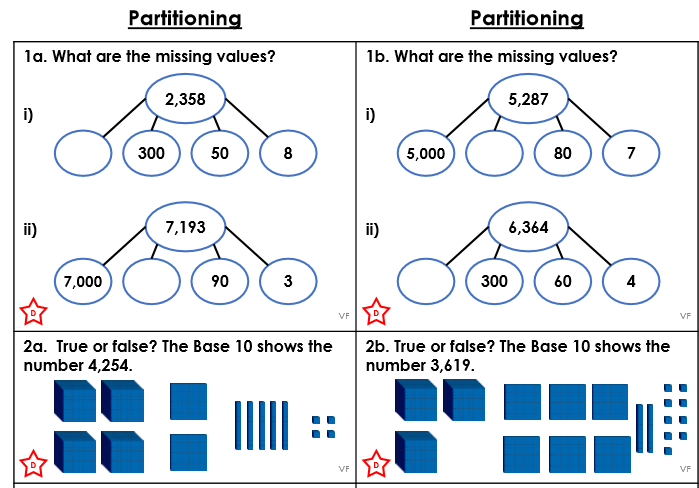 Partitioning
Partitioning
1a. What are the missing values?
i)
2,358
300
50
8
ii)
7,193
7,000
90
3
D
VF
1b. What are the missing values?
i)
5,287
5,000
80
7
ii)
6,364
300
60
4
D
VF
2a. True or false? The Base 10 shows the
number 4,254.
D
VF
2b. True or false? The Base 10 shows the
number 3,619.
D
VF